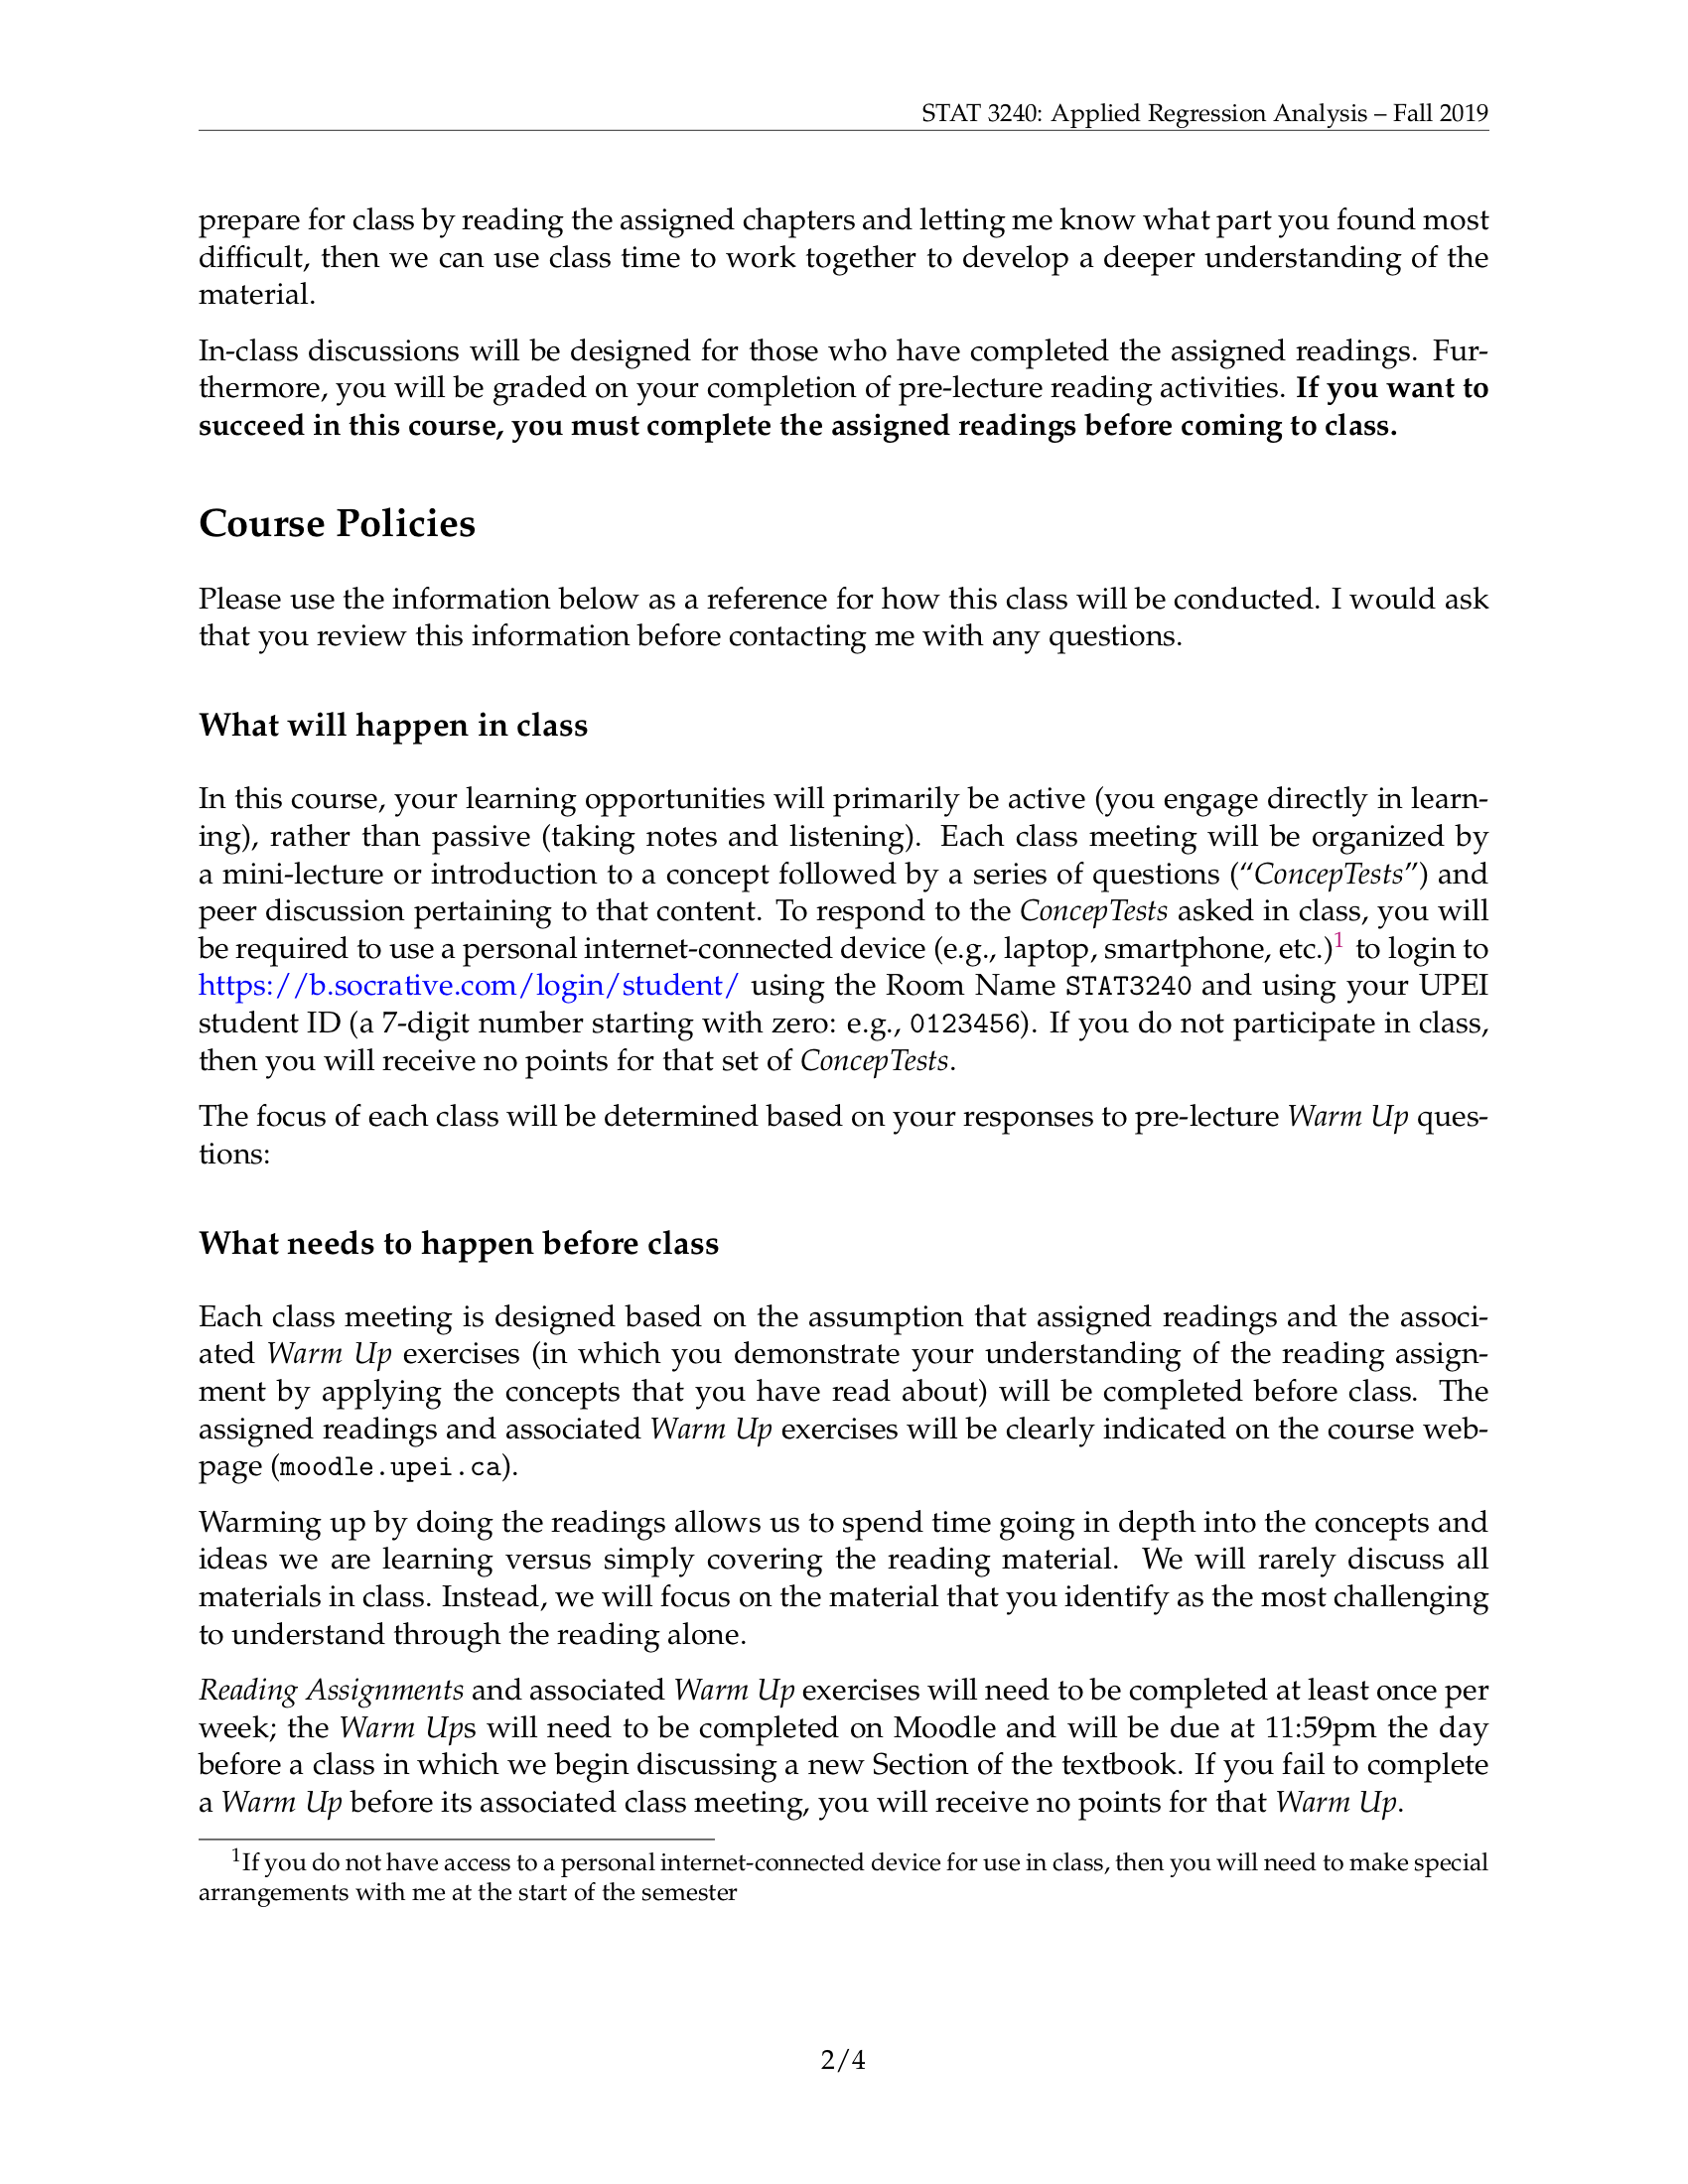 STAT 3240: Applied Regression Analysis – Fall 2019
prepare for class by reading the assigned chapters and letting me know what part you found most
difficult, then we can use class time to work together to develop a deeper understanding of the
material.
In-class discussions will be designed for those who have completed the assigned readings. Fur-
thermore, you will be graded on your completion of pre-lecture reading activities. If you want to
succeed in this course, you must complete the assigned readings before coming to class.
Course Policies
Please use the information below as a reference for how this class will be conducted. I would ask
that you review this information before contacting me with any questions.
What will happen in class
In this course, your learning opportunities will primarily be active (you engage directly in learn-
ing), rather than passive (taking notes and listening). Each class meeting will be organized by
a mini-lecture or introduction to a concept followed by a series of questions (“ConcepTests”) and
peer discussion pertaining to that content. To respond to the ConcepTests asked in class, you will
be required to use a personal internet-connected device (e.g., laptop, smartphone, etc.)1 to login to
https://b.socrative.com/login/student/ using the Room Name STAT3240 and using your UPEI
student ID (a 7-digit number starting with zero: e.g., 0123456). If you do not participate in class,
then you will receive no points for that set of ConcepTests.
The focus of each class will be determined based on your responses to pre-lecture Warm Up ques-
tions:
What needs to happen before class
Each class meeting is designed based on the assumption that assigned readings and the associ-
ated Warm Up exercises (in which you demonstrate your understanding of the reading assign-
ment by applying the concepts that you have read about) will be completed before class. The
assigned readings and associated Warm Up exercises will be clearly indicated on the course web-
page (moodle.upei.ca).
Warming up by doing the readings allows us to spend time going in depth into the concepts and
ideas we are learning versus simply covering the reading material. We will rarely discuss all
materials in class. Instead, we will focus on the material that you identify as the most challenging
to understand through the reading alone.
Reading Assignments and associated Warm Up exercises will need to be completed at least once per
week; the Warm Ups will need to be completed on Moodle and will be due at 11:59pm the day
before a class in which we begin discussing a new Section of the textbook. If you fail to complete
a Warm Up before its associated class meeting, you will receive no points for that Warm Up.
1If you do not have access to a personal internet-connected device for use in class, then you will need to make special
arrangements with me at the start of the semester
2/4